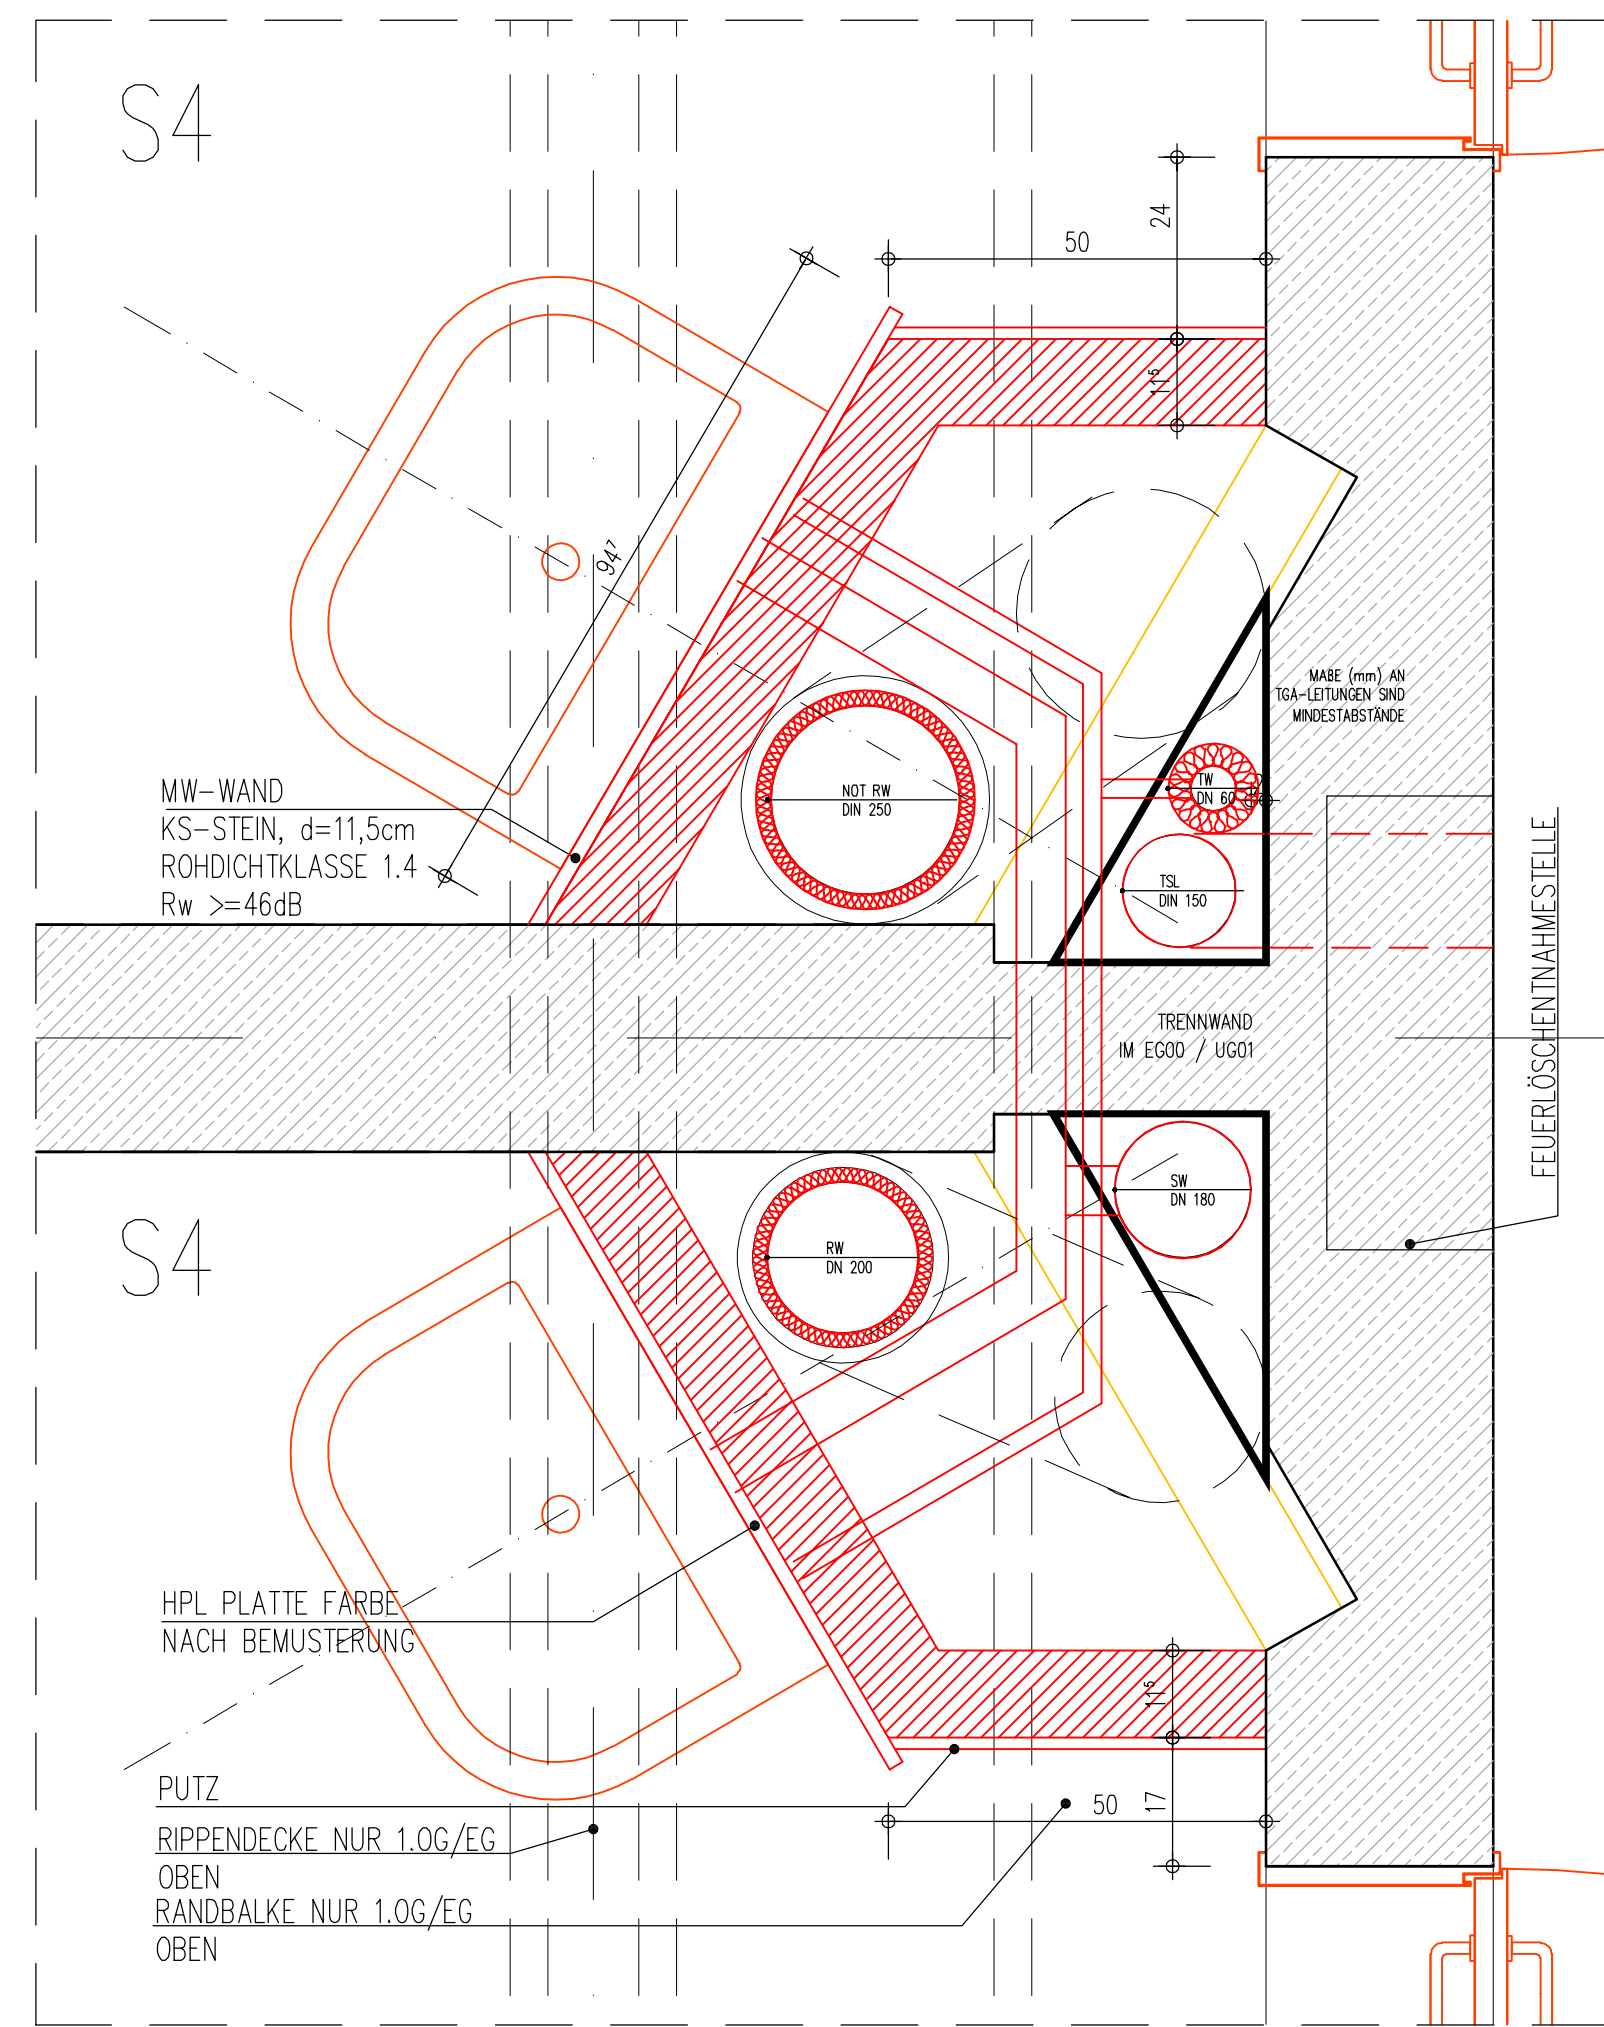 S4
24
50
11⁵
94⁷
MAßE (mm) AN
TGA-LEITUNGEN SIND
MINDESTABSTÄNDE
MW-WAND
KS-STEIN, d=11,5cm
ROHDICHTKLASSE 1.4
Rw >=46dB
NOT RW
DIN 250
TW
DN 60
TSL
DIN 150
FEUERLÖSCHENTNAHMESTELLE
TRENNWAND
IM EG00 / UG01
S4
SW
DN 180
RW
DN 200
HPL PLATTE FARBE
NACH BEMUSTERUNG
11⁵
PUTZ
50
17
RIPPENDECKE NUR 1.OG/EG
OBEN
RANDBALKE NUR 1.OG/EG
OBEN